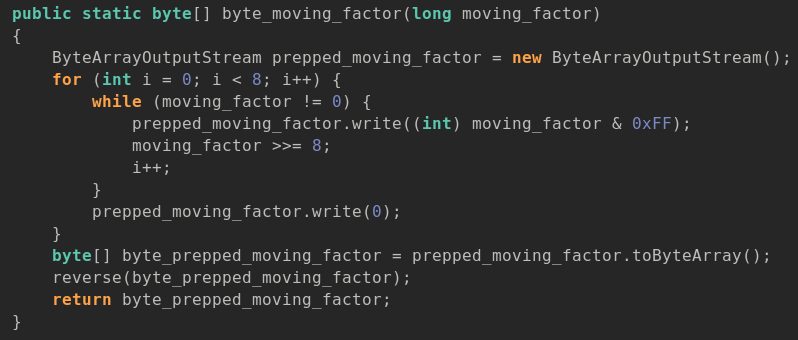 public static byte[] byte_moving_factor(long moving_factor)
{
    ByteArrayOutputStream prepped_moving_factor = new ByteArrayOutputStream();
    for (int i = 0; i < 8; i++) {
        while (moving_factor != 0) {
            prepped_moving_factor.write((int) moving_factor & 0xFF);
            moving_factor >>= 8;
            i++;
        }
        prepped_moving_factor.write(0);
    }
    byte[] byte_prepped_moving_factor = prepped_moving_factor.toByteArray();
    reverse(byte_prepped_moving_factor);
    return byte_prepped_moving_factor;
}